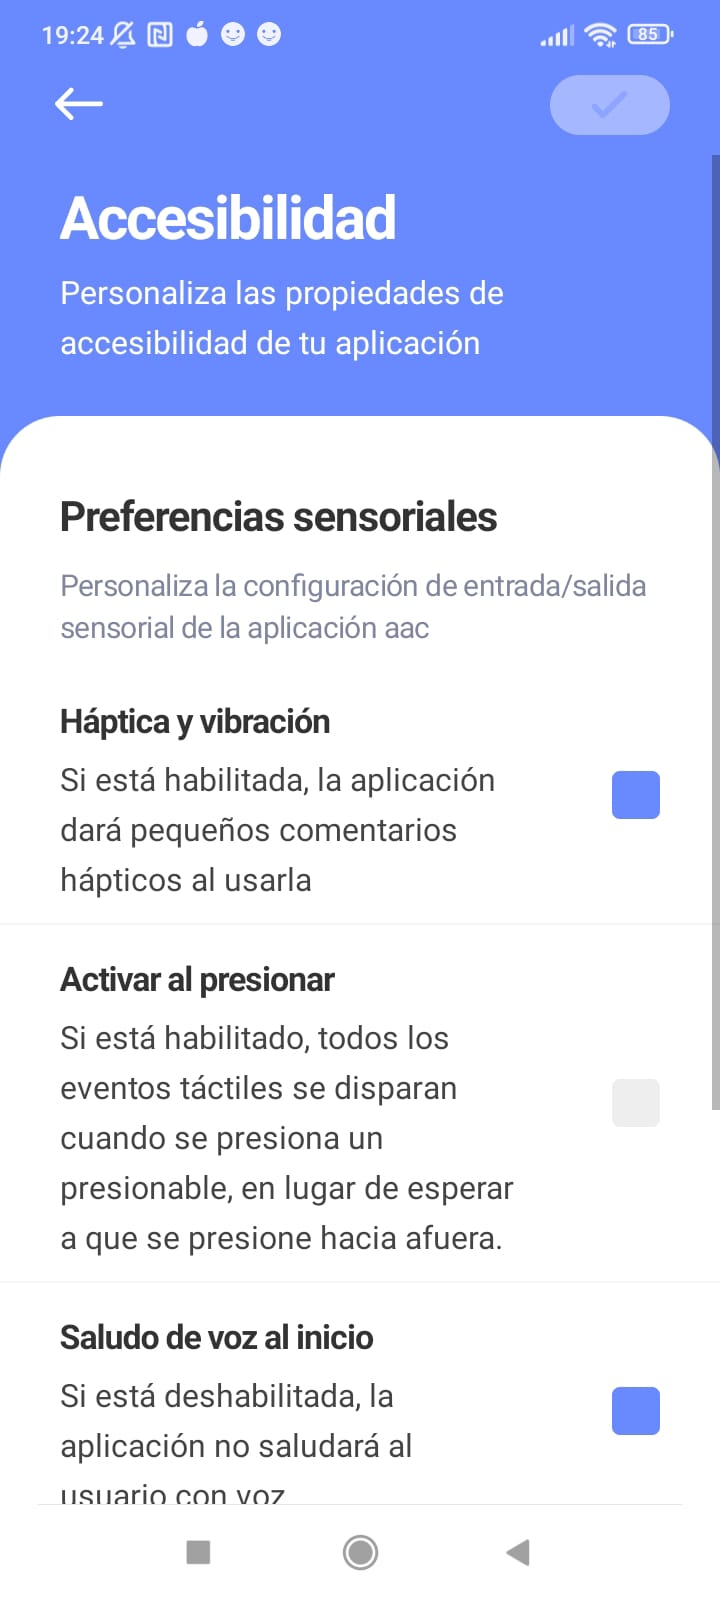 19:24
85
Accesibilidad
Personaliza las propiedades de
accesibilidad de tu aplicación
Preferencias sensoriales
Personaliza la configuración de entrada/salida
sensorial de la aplicación aac
Háptica y vibración
Si está habilitada, la aplicación
dará pequeños comentarios
hápticos al usarla
Activar al presionar
Si está habilitado, todos los
eventos táctiles se disparan
cuando se presiona un
presionable, en lugar de esperar
a que se presione hacia afuera.
Saludo de voz al inicio
Si está deshabilitada, la
aplicación no saludará al
usuario con voz